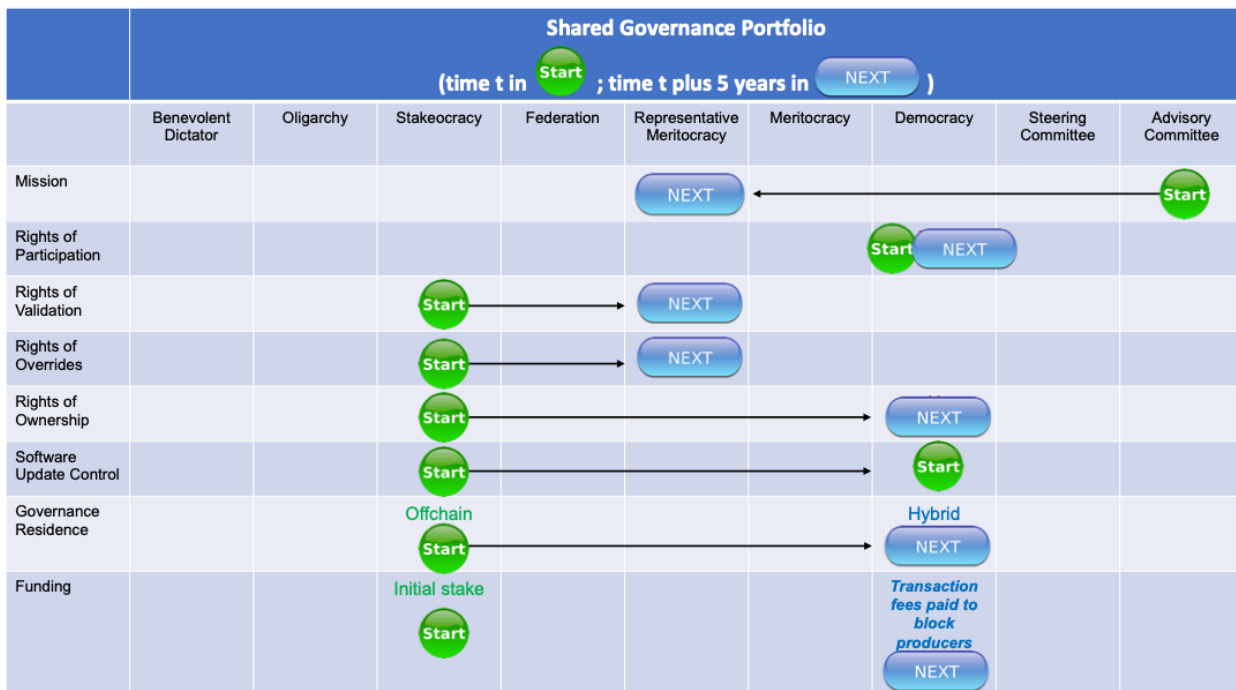 Shared Governance Portfolio
(time t in Start ; time t plus 5 years in NEXT )
Benevolent Dictator Oligarchy Stakeocracy Federation Representative Meritocracy Meritocracy Democracy Steering Committee Advisory Committee
Mission
NEXT Start
Rights of
Participation
Start NEXT
Rights of
Validation
Start NEXT
Rights of
Overrides
Start NEXT
Rights of
Ownership
Start NEXT
Software
Update Control
Start Start
Governance
Residence
Offchain Hybrid
Start NEXT
Funding
Initial stake
Start
Transaction
fees paid to
block
producers
NEXT